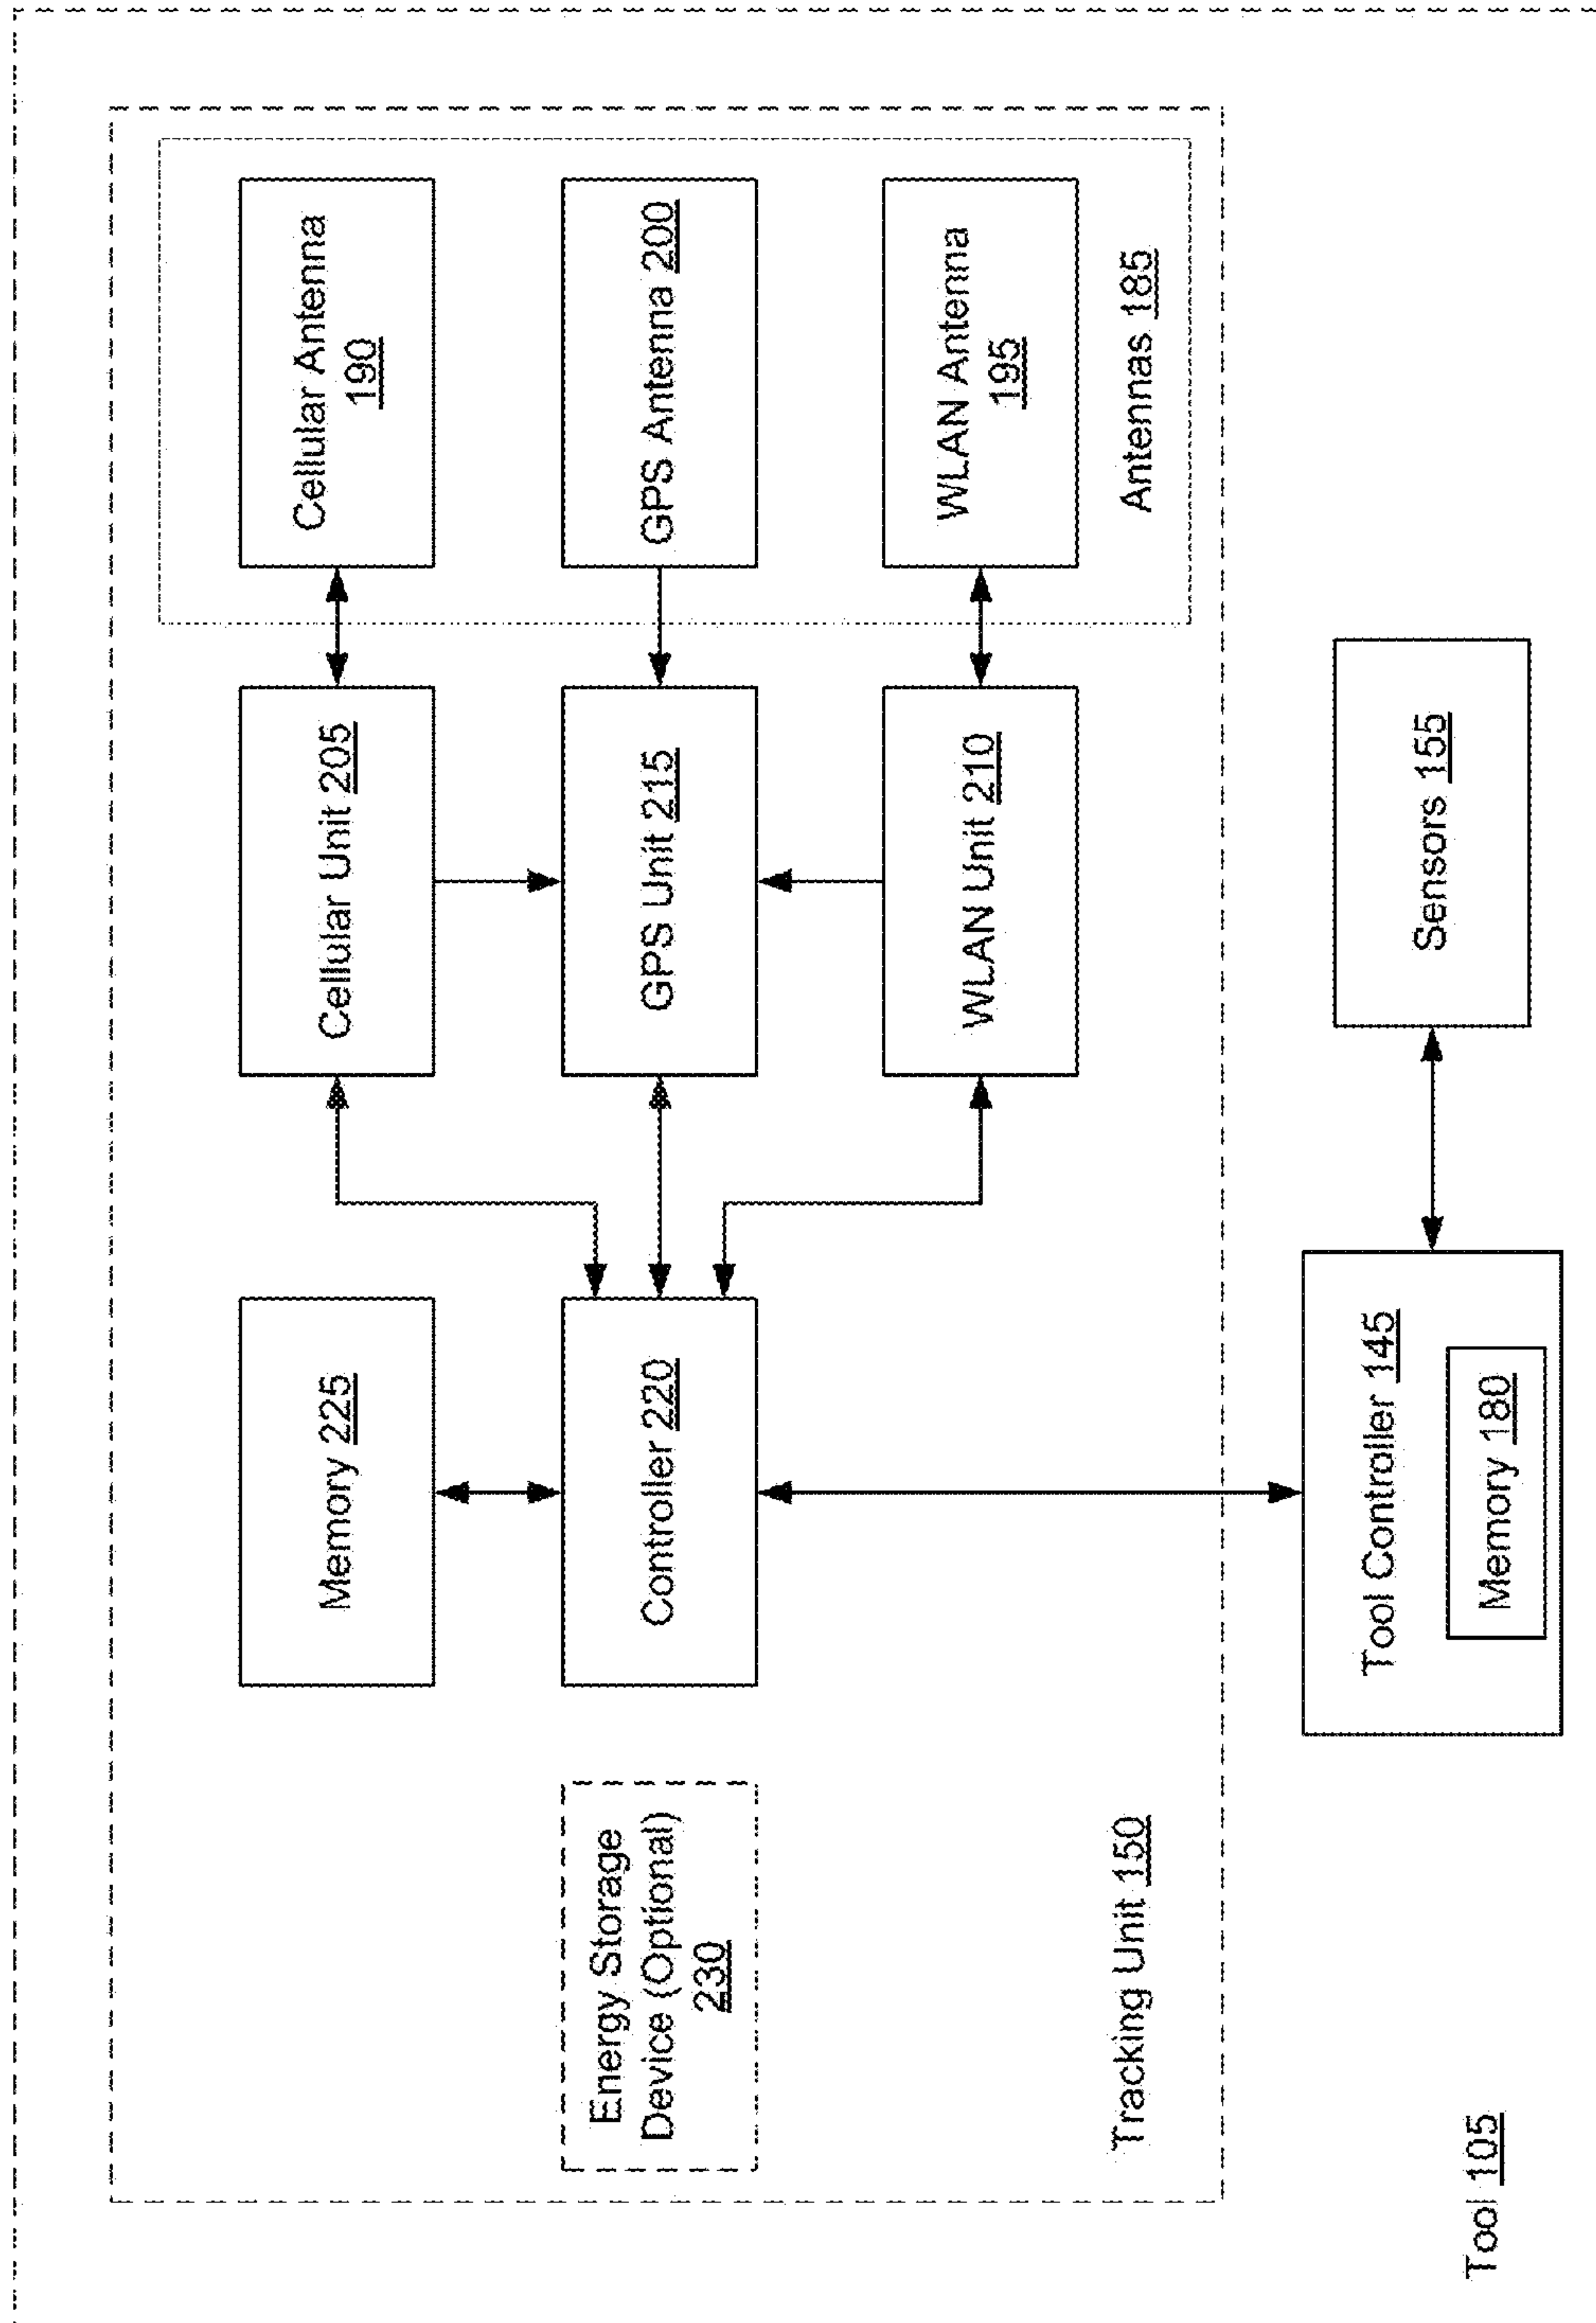 Energy Storage
Device (Optional)
230
Memory 225
Controller 220
Cellular Unit 205
GPS Unit 215
WLAN Unit 210
Cellular Antenna
190
GPS Antenna 200
WLAN Antenna
195
Antennas 185
Tracking Unit 150
Tool Controller 145
Memory 180
Sensors 155
Tool 105